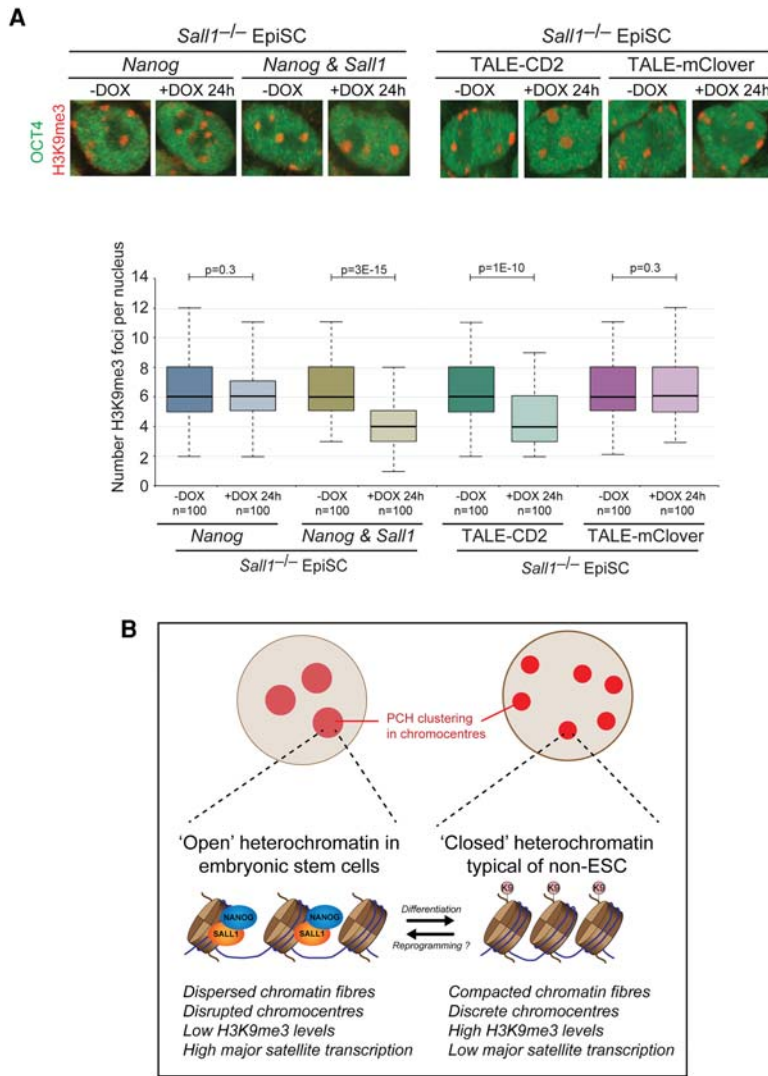 A
Sall1–/– EpiSC
Sall1–/– EpiSC
Nanog
Nanog & Sall1
TALE-CD2
TALE-mClover
-DOX
+DOX 24h
-DOX
+DOX 24h
-DOX
+DOX 24h
-DOX
+DOX 24h
OCT4
H3K9me3
Number H3K9me3 foci per nucleus
14
12
10
8
6
4
2
0
p=0.3
p=3E-15
p=1E-10
p=0.3
-DOX
+DOX 24h
-DOX
+DOX 24h
-DOX
+DOX 24h
-DOX
+DOX 24h
n=100
n=100
n=100
n=100
n=100
n=100
n=100
n=100
Nanog
Nanog & Sall1
TALE-CD2
TALE-mClover
Sall1–/– EpiSC
Sall1–/– EpiSC
B
PCH clustering
in chromocentres
'Open' heterochromatin in
embryonic stem cells
'Closed' heterochromatin
typical of non-ESC
NANOG
SALL1
NANOG
SALL1
Differentiation
Reprogramming ?
K9
K9
K9
Dispersed chromatin fibres
Disrupted chromocentres
Low H3K9me3 levels
High major satellite transcription
Compacted chromatin fibres
Discrete chromocentres
High H3K9me3 levels
Low major satellite transcription